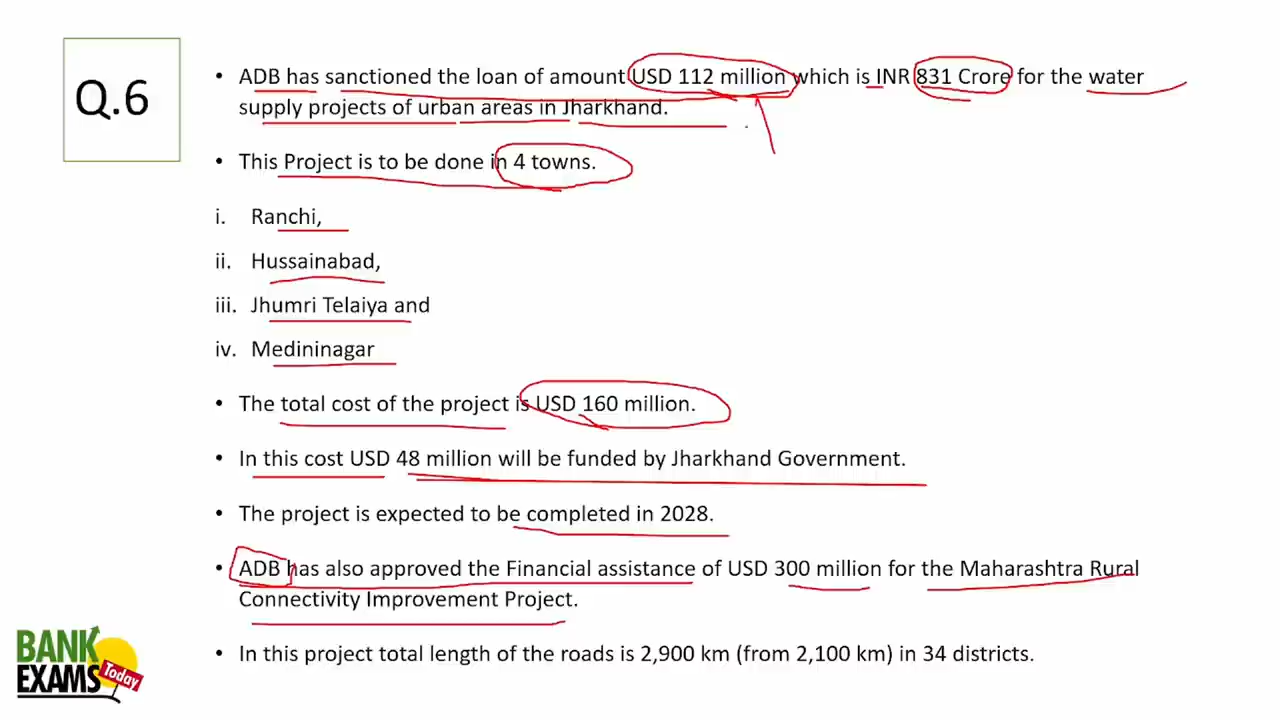 Q.6
• ADB has sanctioned the loan of amount USD 112 million which is INR 831 Crore for the water
supply projects of urban areas in Jharkhand.
• This Project is to be done in 4 towns.
i. Ranchi,
ii. Hussainabad,
iii. Jhumri Telaiya and
iv. Medininagar
• The total cost of the project is USD 160 million.
• In this cost USD 48 million will be funded by Jharkhand Government.
• The project is expected to be completed in 2028.
• ADB has also approved the Financial assistance of USD 300 million for the Maharashtra Rural
Connectivity Improvement Project.
• In this project total length of the roads is 2,900 km (from 2,100 km) in 34 districts.
BANK
EXAMS
Today